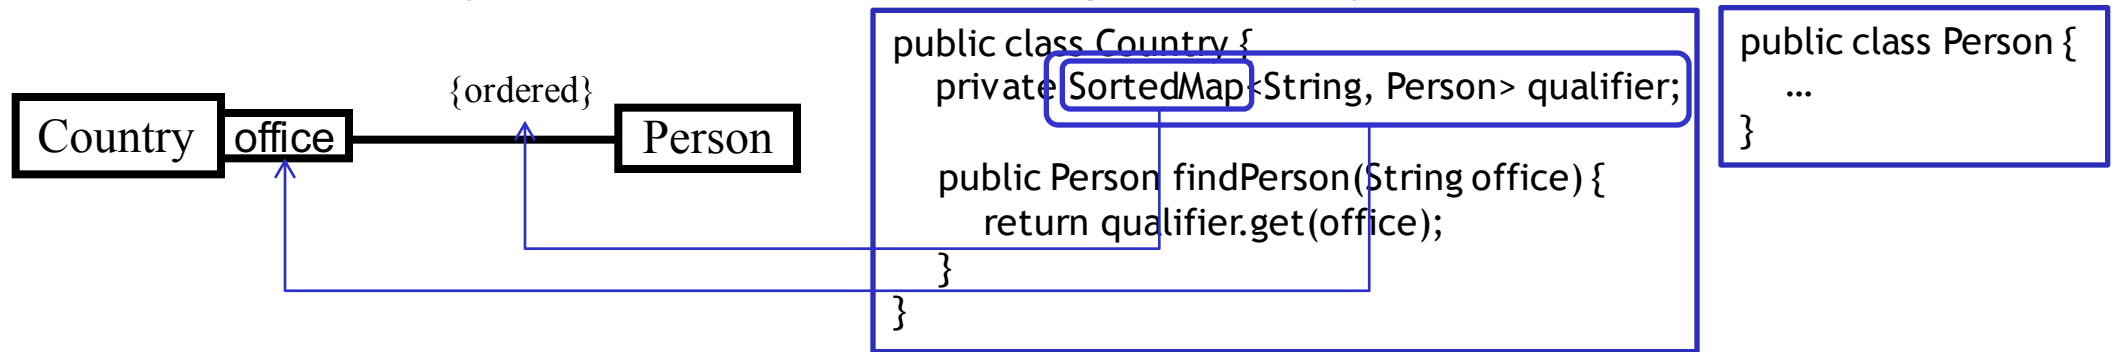 {ordered}
Country
office
Person
public class Country {
private SortedMap<String, Person> qualifier;
public Person findPerson(String office) {
return qualifier.get(office);
}
}
public class Person {
...
}